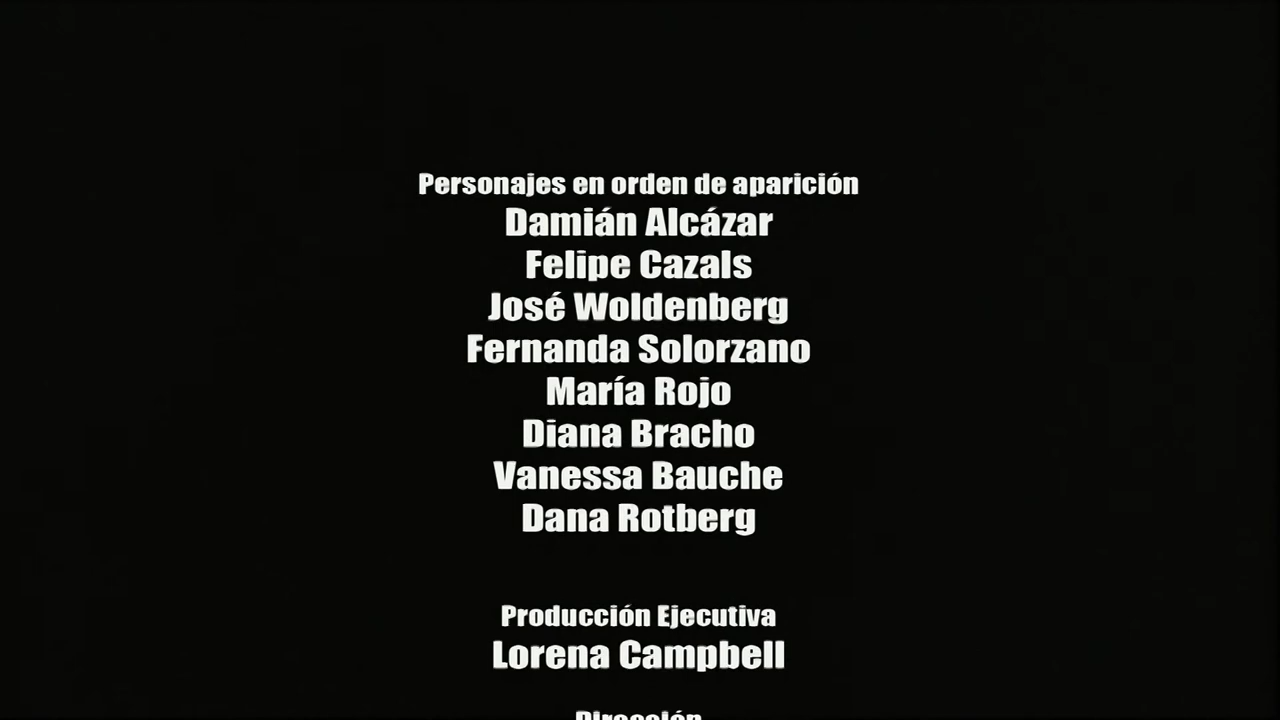 Personajes en orden de aparición
Damián Alcázar
Felipe Cazals
José Woldenberg
Fernanda Solorzano
María Rojo
Diana Bracho
Vanessa Bauche
Dana Rotberg
Producción Ejecutiva
Lorena Campbell
Dirección